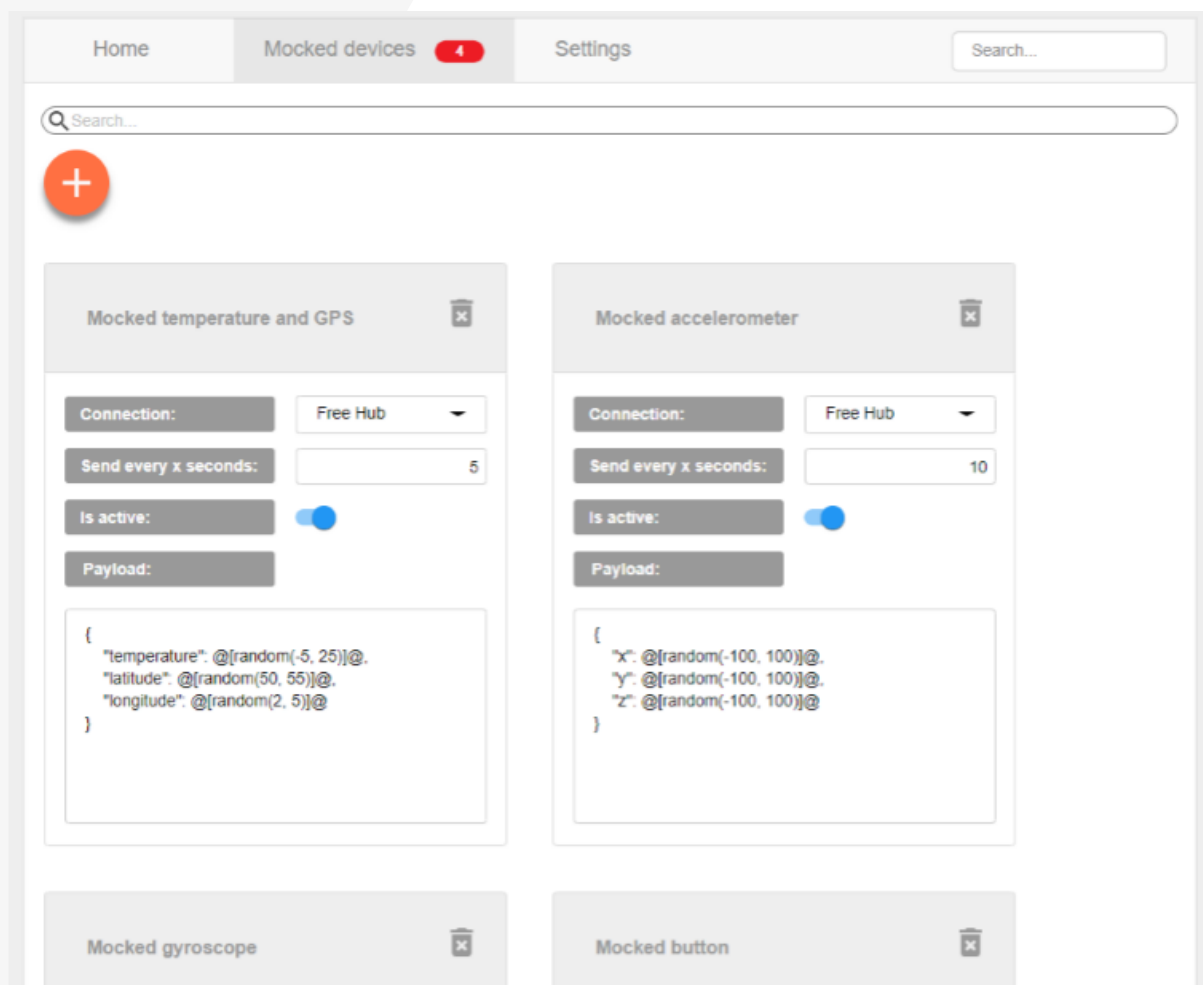 Home Mocked devices 4 Settings Search...
Search...
Mocked temperature and GPS
Connection: Free Hub
Send every x seconds: 5
Is active:
Payload:
{
"temperature": @[random(-5, 25)]@,
"latitude": @[random(50, 55)]@,
"longitude": @[random(2, 5)]@
}
Mocked accelerometer
Connection: Free Hub
Send every x seconds: 10
Is active:
Payload:
{
"x": @[random(-100, 100)]@,
"y": @[random(-100, 100)]@,
"z": @[random(-100, 100)]@
}
Mocked gyroscope
Mocked button